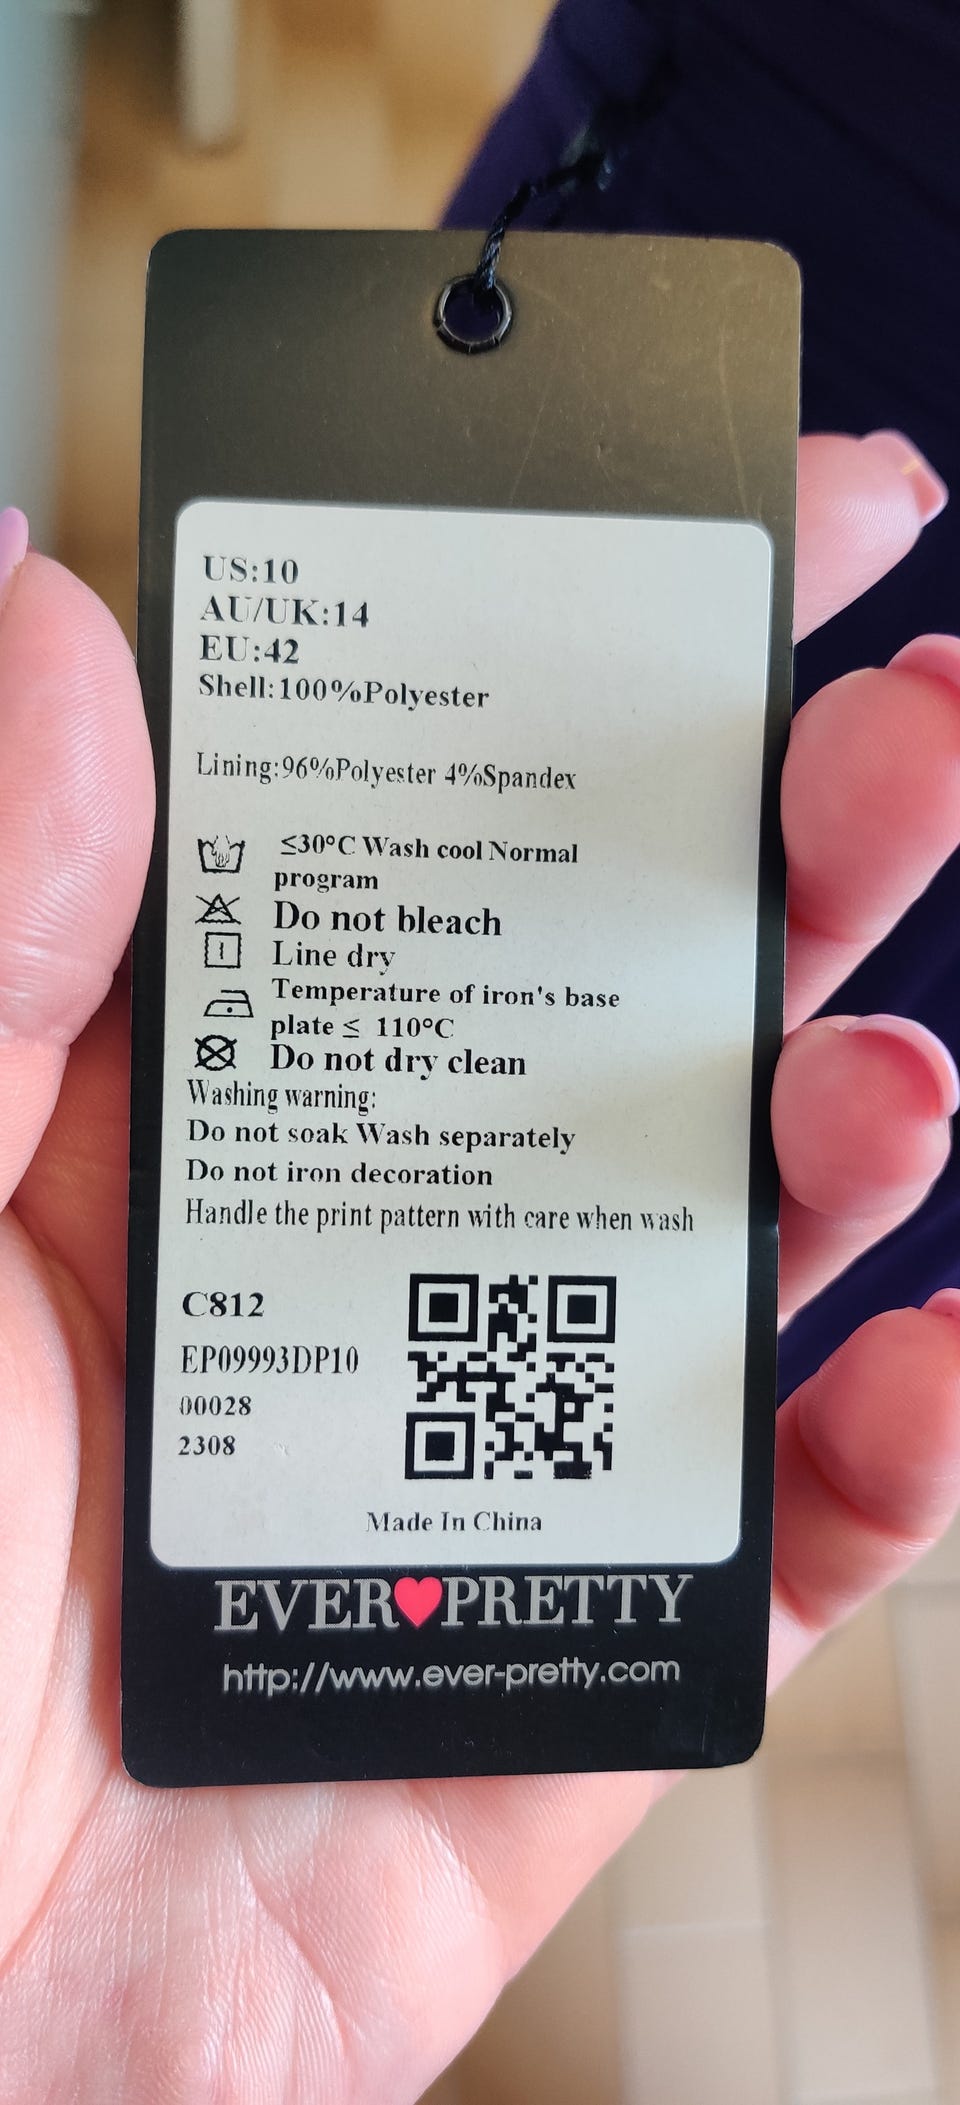 US:10
AU/UK:14
EU:42
Shell:100%Polyester
Lining:96%Polyester 4%Spandex
≤30°C Wash cool Normal
program
Do not bleach
Line dry
Temperature of iron's base
plate ≤ 110°C
Do not dry clean
Washing warning:
Do not soak Wash separately
Do not iron decoration
Handle the print pattern with care when wash
C812
EP09993DP10
00028
2308
Made In China
EVER❤PRETTY
http://www.ever-pretty.com